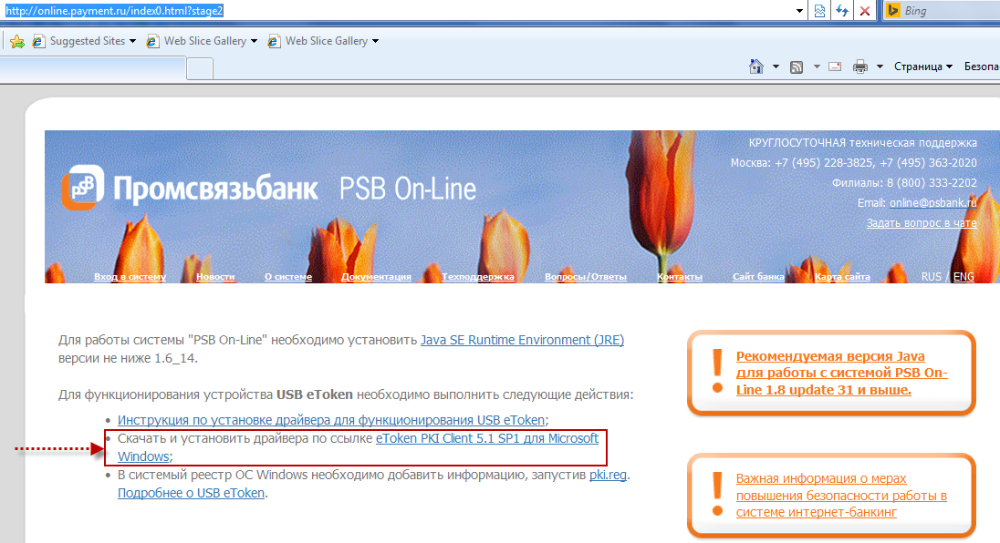 http://online.payment.ru/index0.html?stage2
Bing
Suggested Sites Web Slice Gallery Web Slice Gallery
Страница Безопа
КРУГЛОСУТОЧНАЯ техническая поддержка
Москва: +7 (495) 228-3825, +7 (495) 363-2020
Филиалы: 8 (800) 333-2202
Email: online@psbank.ru
Задать вопрос в чате
PSB Промсвязьбанк PSB On-Line
Вход в систему Новости О системе Документация Техподдержка Вопросы/Ответы Контакты Сайт банка Карта сайта RUS / ENG
Для работы системы "PSB On-Line" необходимо установить Java SE Runtime Environment (JRE)
версии не ниже 1.6_14.
Для функционирования устройства USB eToken необходимо выполнить следующие действия:
• Инструкция по установке драйвера для функционирования USB eToken;
• Скачать и установить драйвера по ссылке eToken PKI Client 5.1 SP1 для Microsoft
Windows;
• В системный реестр ОС Windows необходимо добавить информацию, запустив pki.reg.
Подробнее о USB eToken.
! Рекомендуемая версия Java
для работы с системой PSB On-
Line 1.8 update 31 и выше.
! Важная информация о мерах
повышения безопасности работы в
системе интернет-банкинг